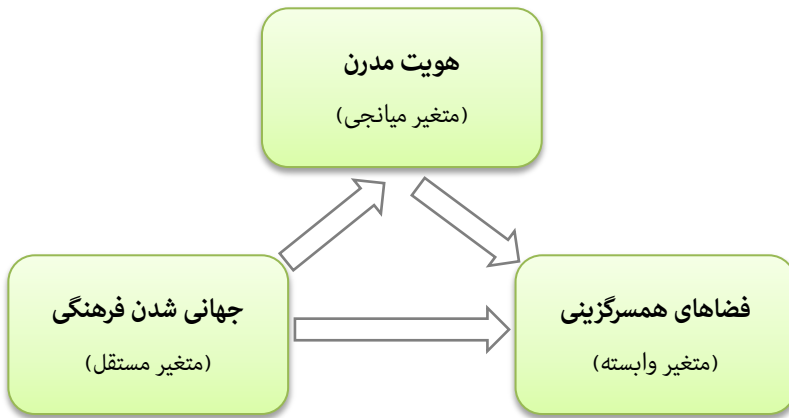 هویت مدرن
(متغیر میانجی)
فضاهای همسرگزینی
(متغیر وابسته)
جهانی شدن فرهنگی
(متغیر مستقل)